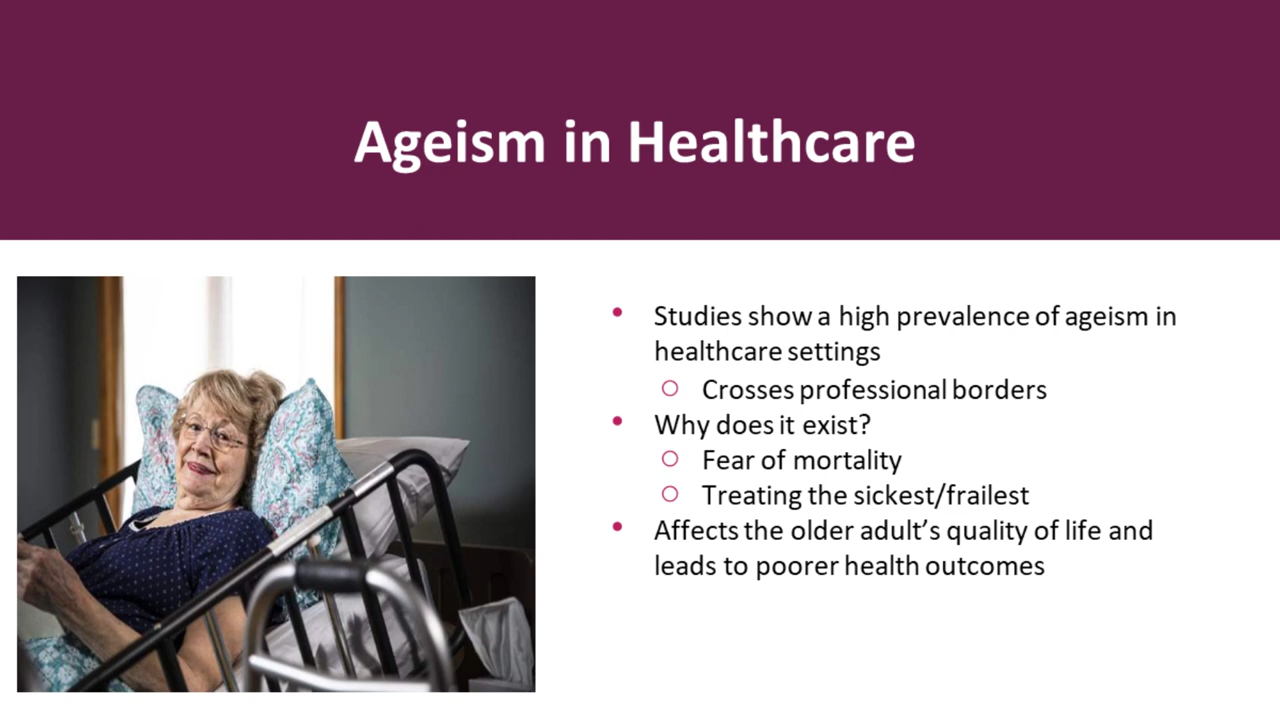 Ageism in Healthcare
• Studies show a high prevalence of ageism in
healthcare settings
○ Crosses professional borders
• Why does it exist?
○ Fear of mortality
○ Treating the sickest/frailest
• Affects the older adult’s quality of life and
leads to poorer health outcomes